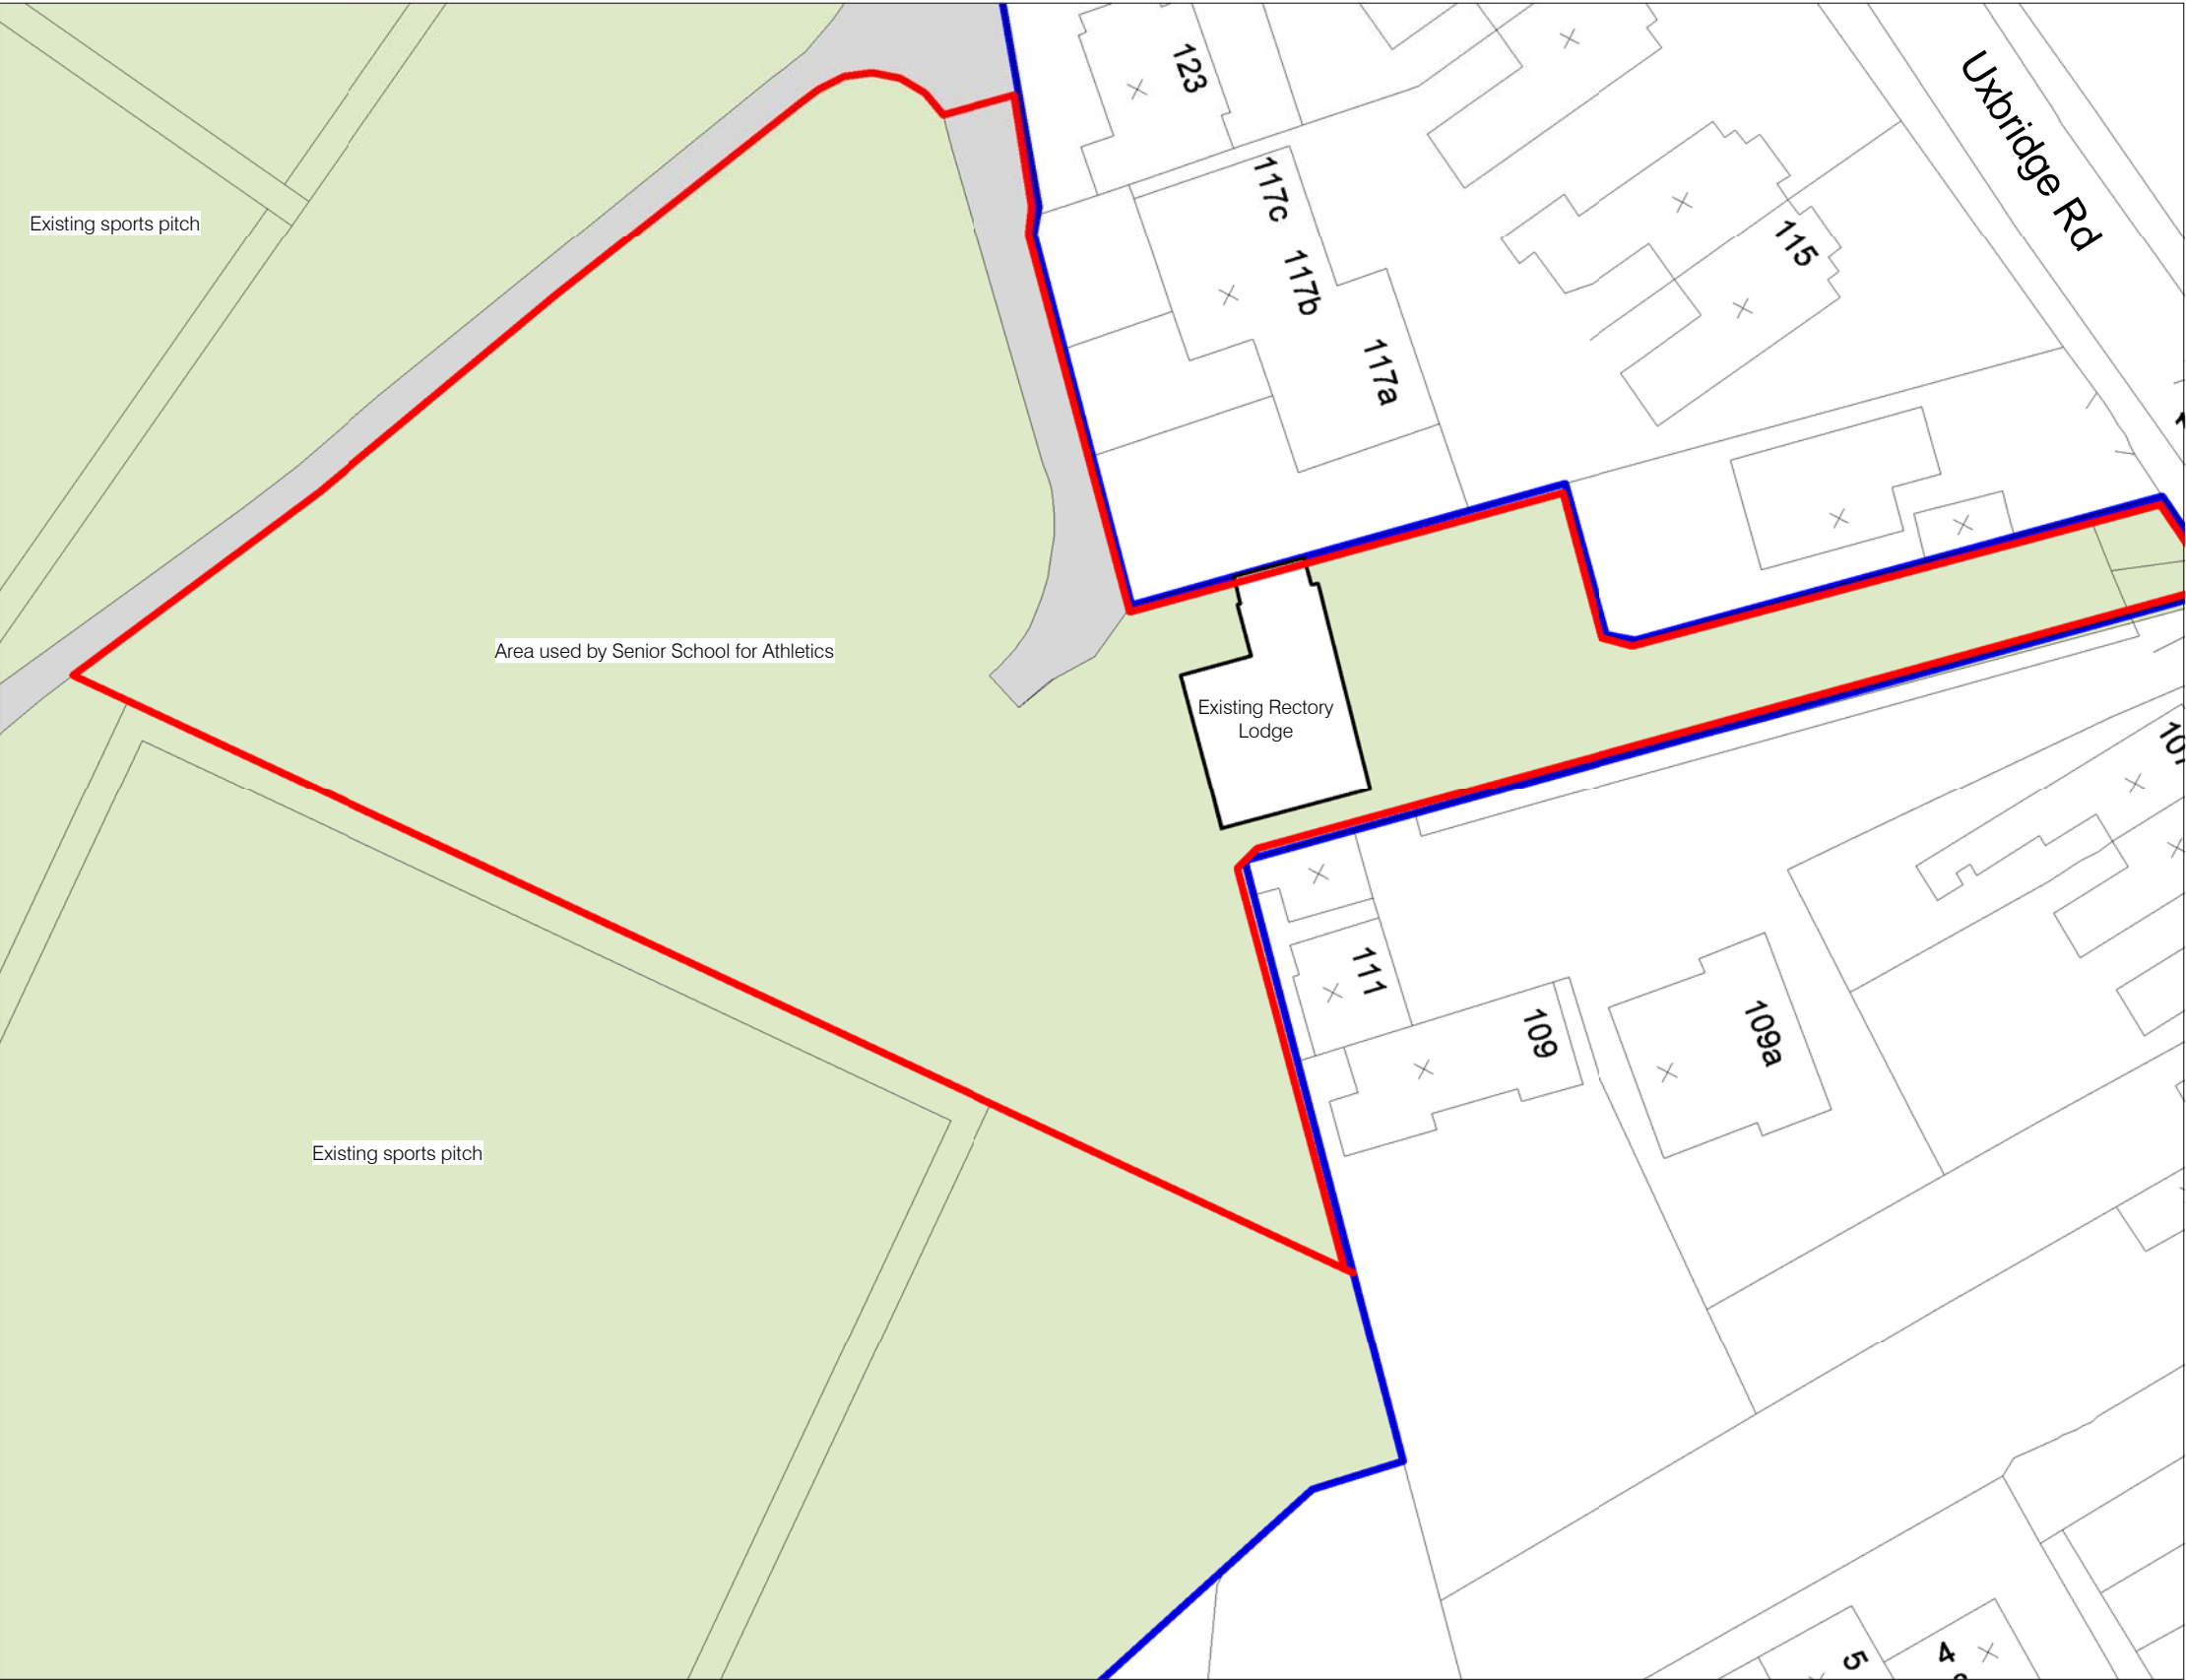 Uxbridge Rd
123
117c
117b
117a
115
Existing sports pitch
Area used by Senior School for Athletics
Existing Rectory
Lodge
111
109
109a
Existing sports pitch
5
4